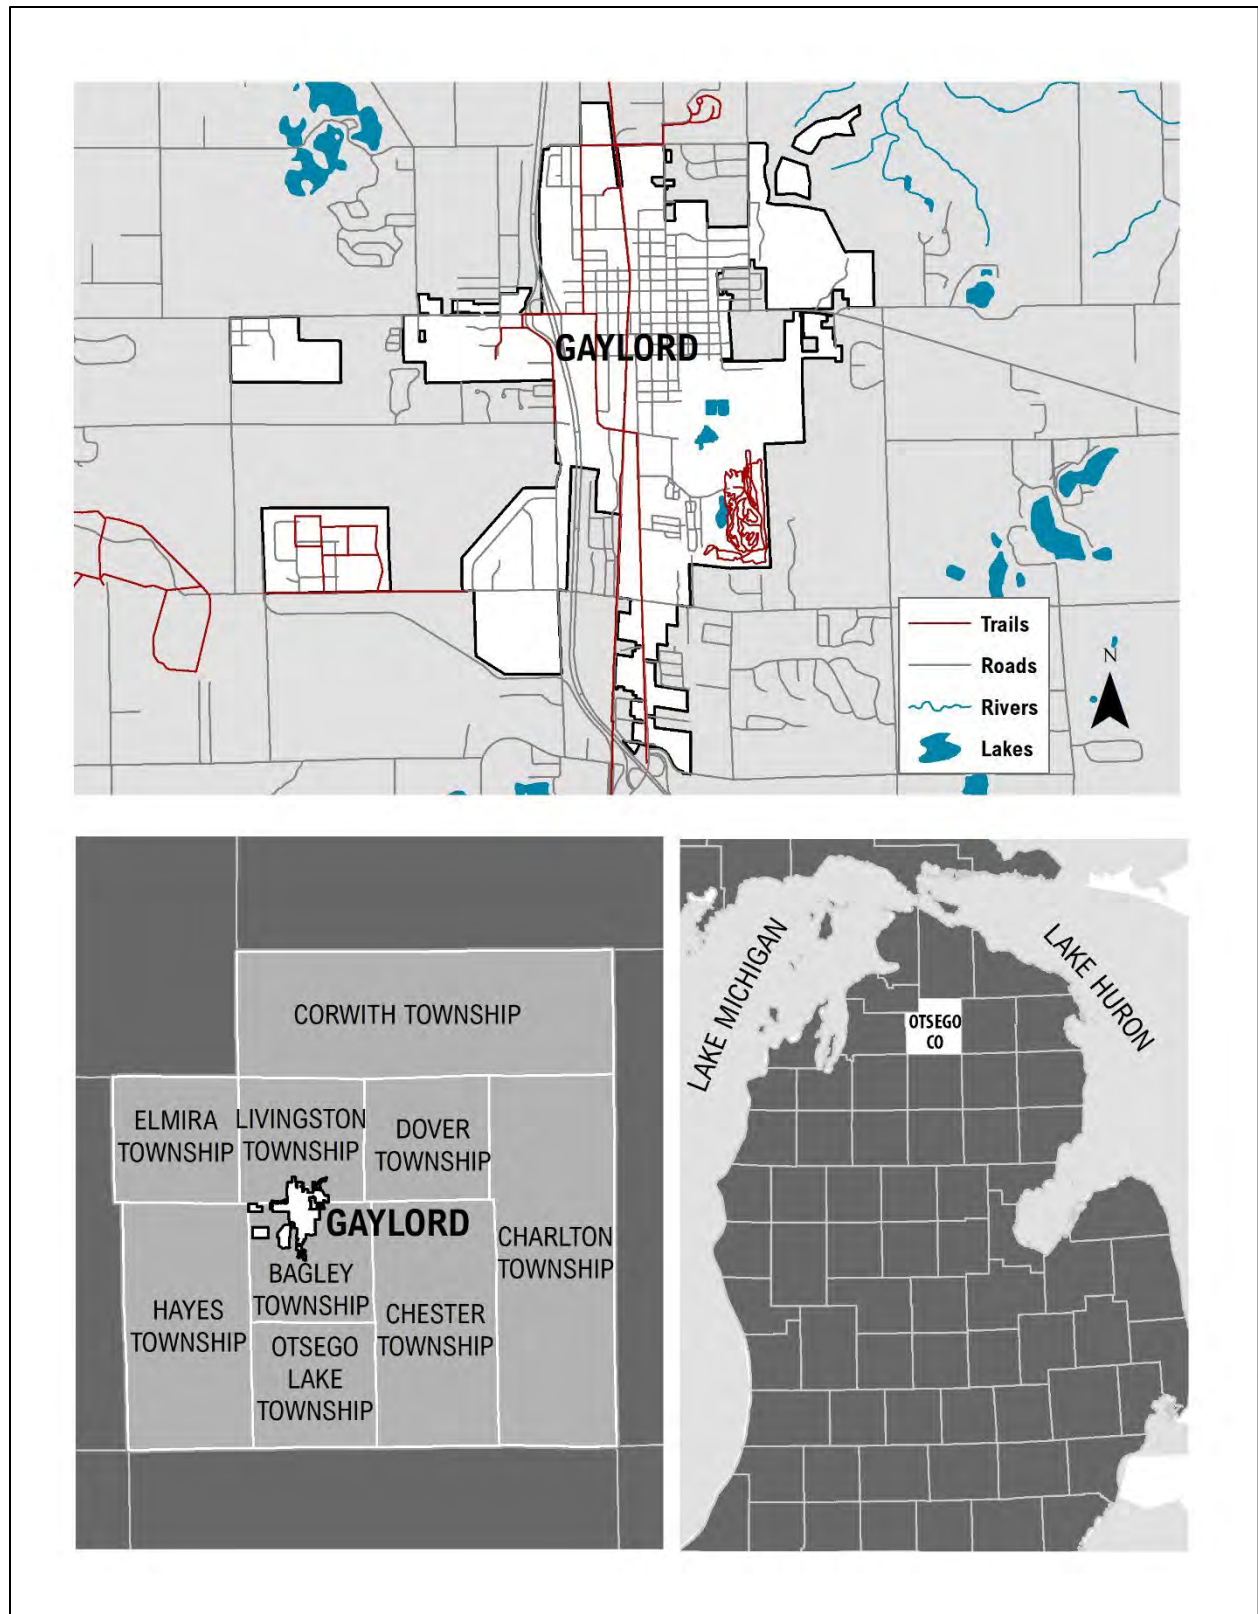 GAYLORD
Trails
Roads
Rivers
Lakes
N
CORWITH TOWNSHIP
ELMIRA
TOWNSHIP
LIVINGSTON
TOWNSHIP
DOVER
TOWNSHIP
GAYLORD
CHARLTON
TOWNSHIP
BAGLEY
TOWNSHIP
HAYES
TOWNSHIP
CHESTER
TOWNSHIP
OTSEGO
LAKE
TOWNSHIP
LAKE MICHIGAN
LAKE HURON
OTSEGO
CO